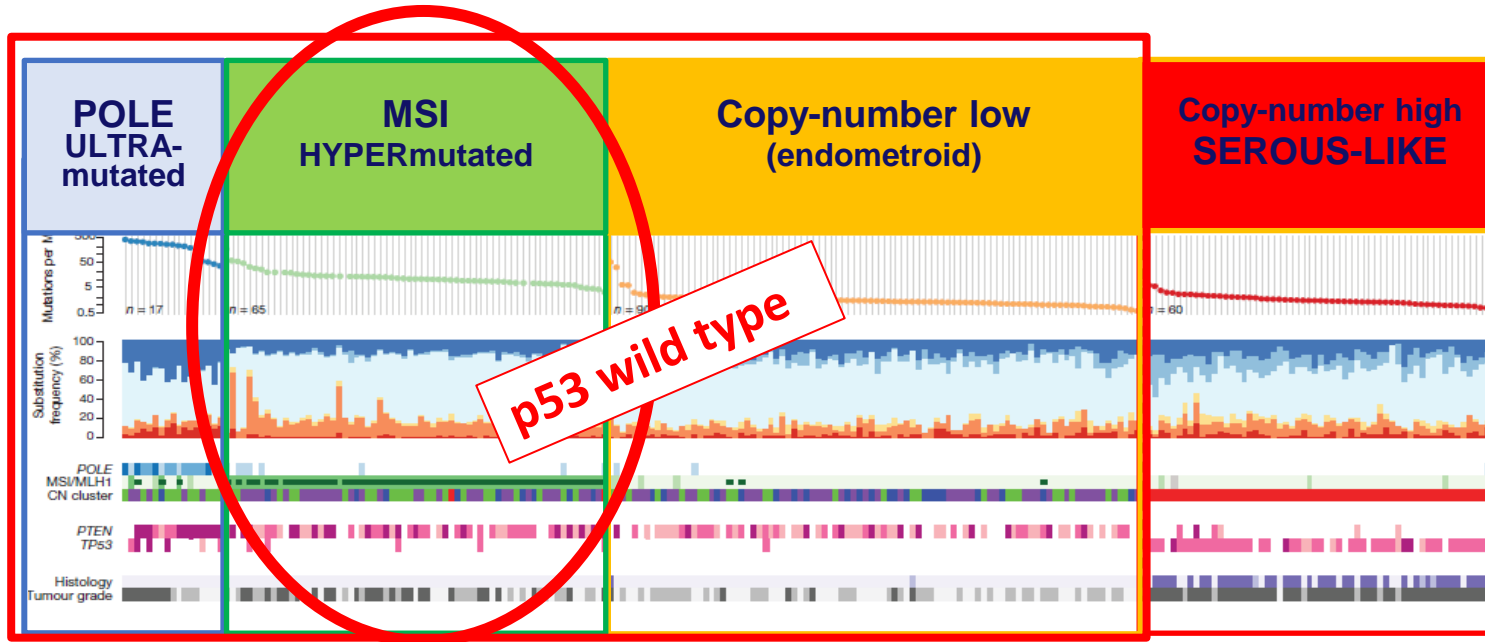 POLE
ULTRA-
mutated
MSI
HYPERmutated
Copy-number low
(endometroid)
Copy-number high
SEROUS-LIKE
Mutations per
50
5
0.5
n = 17
n = 65
n = 60
p53 wild type
Substitution
frequency (%)
100
80
60
40
20
0
POLE
MSI/MLH1
CN cluster
PTEN
TP53
Histology
Tumour grade